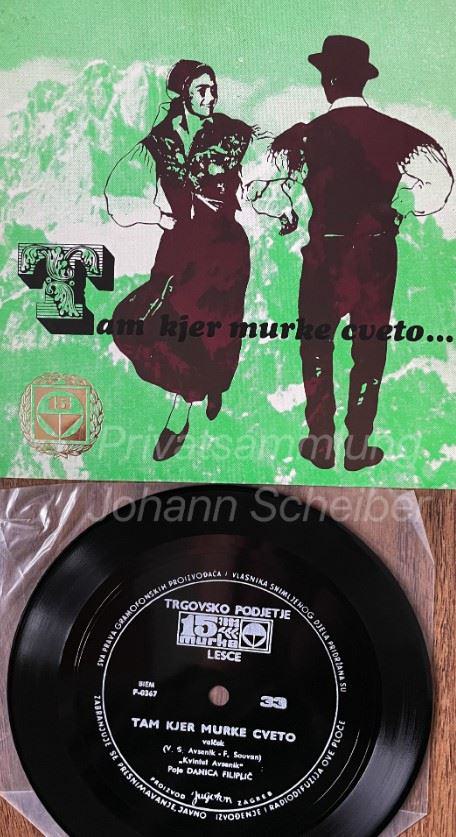 Tam kjer murke cveto...
15
Privatsammlung
Johann Scheiber
SVA PRAVA GRAMOFONSKIH PROIZVOĐAČA I VLASNIKA SNIMLJENOG DJELA PRIDRŽANA SU
TRGOVSKO PODJETJE
15 murka
LESCE
BIEM
P-0367
33
TAM KJER MURKE CVETO
valček
(V. S. Avsenik - F. Souvan)
„Kvintet Avsenik"
Poje DANICA FILIPLIČ
PROIZVOD Jugoton ZAGREB
ZABRANJUJE SE PRESNIMAVANJE, JAVNO IZVOĐENJE I RADIODIFUZIJA OVE PLOČE